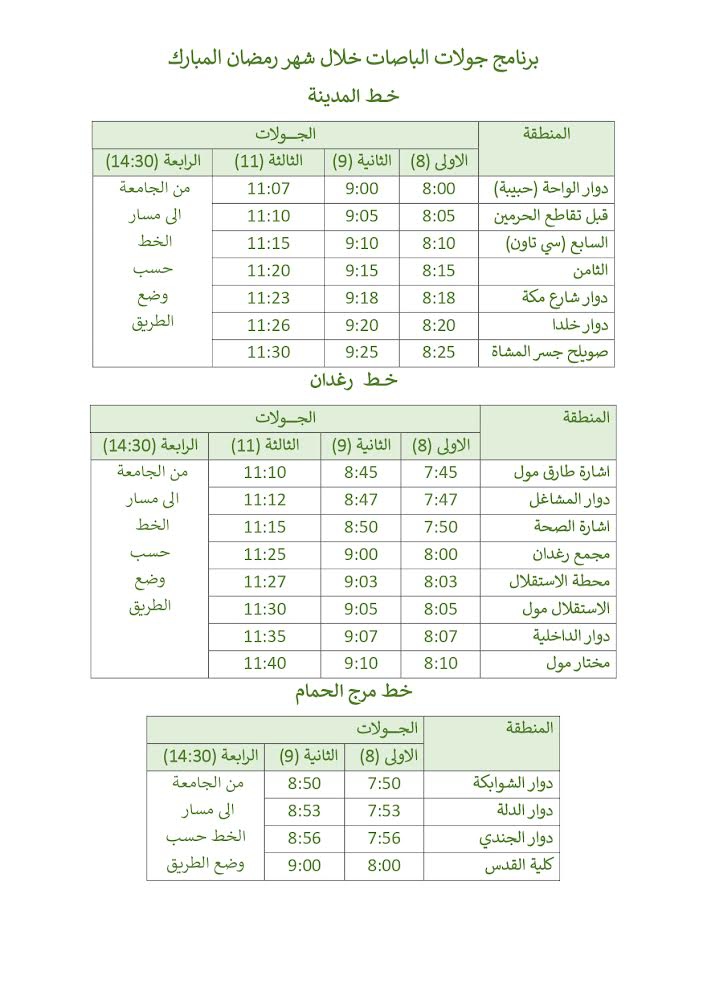 برنامج جولات الباصات خلال شهر رمضان المبارك
خـط المدينة
المنطقة الجـــولات
الاولى (8) الثانية (9) الثالثة (11) الرابعة (14:30)
دوار الواحة (حبيبة) 8:00 9:00 11:07 من الجامعة
قبل تقاطع الحرمين 8:05 9:05 11:10 الى مسار
السابع (سي تاون) 8:10 9:10 11:15 الخط
الثامن 8:15 9:15 11:20 حسب
دوار شارع مكة 8:18 9:18 11:23 وضع
دوار خلدا 8:20 9:20 11:26 الطريق
صويلح جسر المشاة 8:25 9:25 11:30
خـط رغدان
المنطقة الجـــولات
الاولى (8) الثانية (9) الثالثة (11) الرابعة (14:30)
اشارة طارق مول 7:45 8:45 11:10 من الجامعة
دوار المشاغل 7:47 8:47 11:12 الى مسار
اشارة الصحة 7:50 8:50 11:15 الخط
مجمع رغدان 8:00 9:00 11:25 حسب
محطة الاستقلال 8:03 9:03 11:27 وضع
الاستقلال مول 8:05 9:05 11:30 الطريق
دوار الداخلية 8:07 9:07 11:35
مختار مول 8:10 9:10 11:40
خط مرج الحمام
المنطقة الجـــولات
الاولى (8) الثانية (9) الرابعة (14:30)
دوار الشوابكة 7:50 8:50 من الجامعة
دوار الدلة 7:53 8:53 الى مسار
دوار الجندي 7:56 8:56 الخط حسب
كلية القدس 8:00 9:00 وضع الطريق